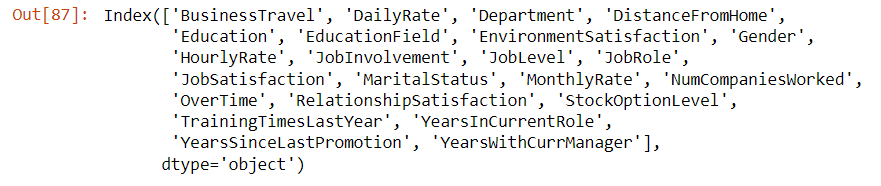 Out[87]: Index(['BusinessTravel', 'DailyRate', 'Department', 'DistanceFromHome',
'Education', 'EducationField', 'EnvironmentSatisfaction', 'Gender',
'HourlyRate', 'JobInvolvement', 'JobLevel', 'JobRole',
'JobSatisfaction', 'MaritalStatus', 'MonthlyRate', 'NumCompaniesWorked',
'OverTime', 'RelationshipSatisfaction', 'StockOptionLevel',
'TrainingTimesLastYear', 'YearsInCurrentRole',
'YearsSinceLastPromotion', 'YearsWithCurrManager'],
dtype='object')